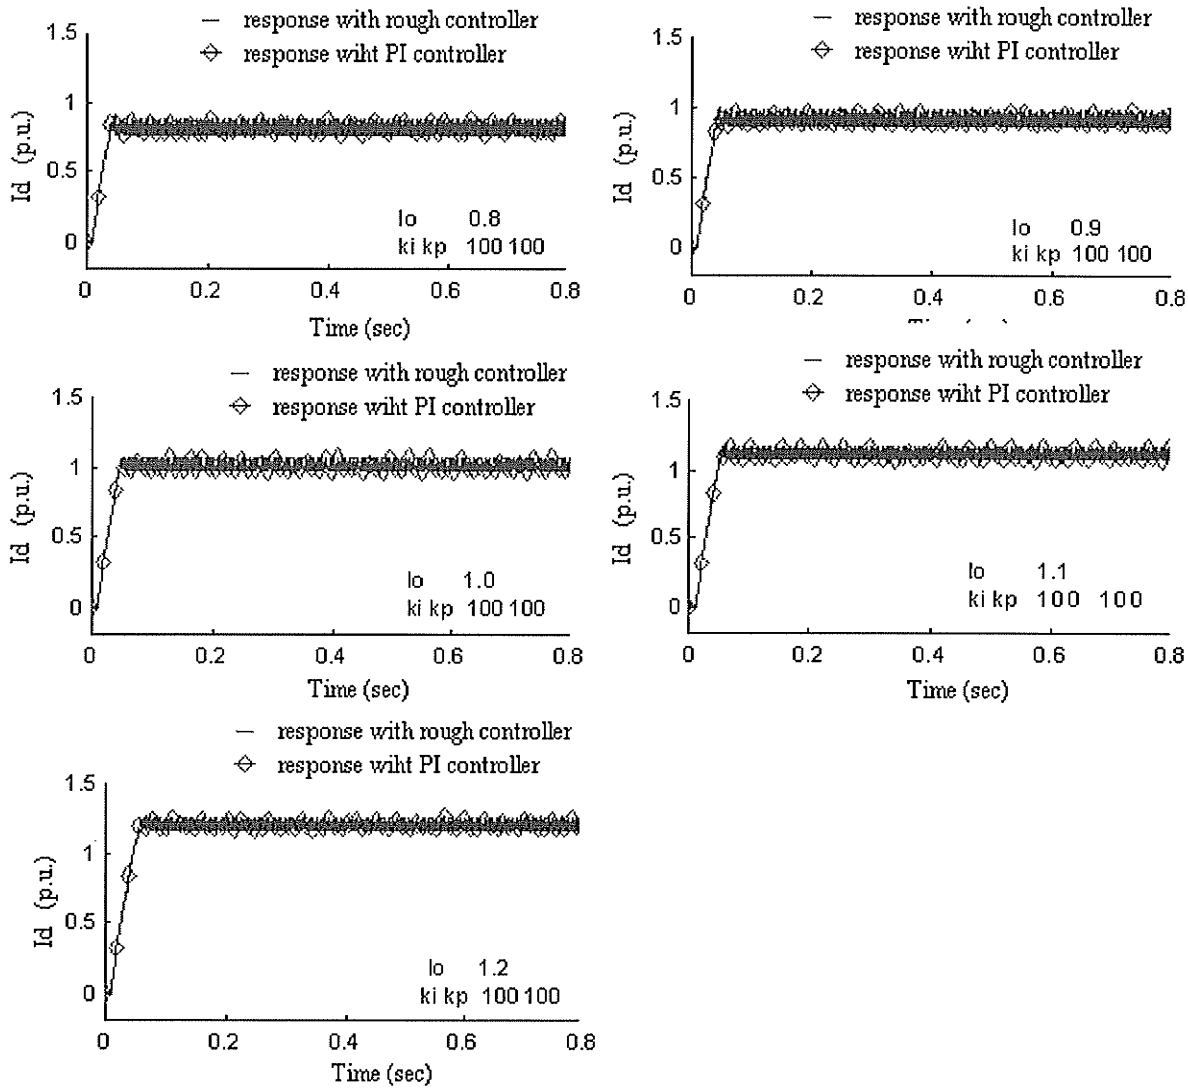 response with rough controller
response wiht PI controller
1.5
1
0.5
0
Id (p.u.)
Io 0.8
ki kp 100 100
0 0.2 0.4 0.6 0.8
Time (sec)
response with rough controller
response wiht PI controller
1.5
1
0.5
0
Id (p.u.)
Io 0.9
ki kp 100 100
0 0.2 0.4 0.6 0.8
response with rough controller
response wiht PI controller
1.5
1
0.5
0
Id (p.u.)
Io 1.0
ki kp 100 100
0 0.2 0.4 0.6 0.8
Time (sec)
response with rough controller
response wiht PI controller
1.5
1
0.5
0
Id (p.u.)
Io 1.1
ki kp 100 100
0 0.2 0.4 0.6 0.8
Time (sec)
response with rough controller
response wiht PI controller
1.5
1
0.5
0
Id (p.u.)
Io 1.2
ki kp 100 100
0 0.2 0.4 0.6 0.8
Time (sec)